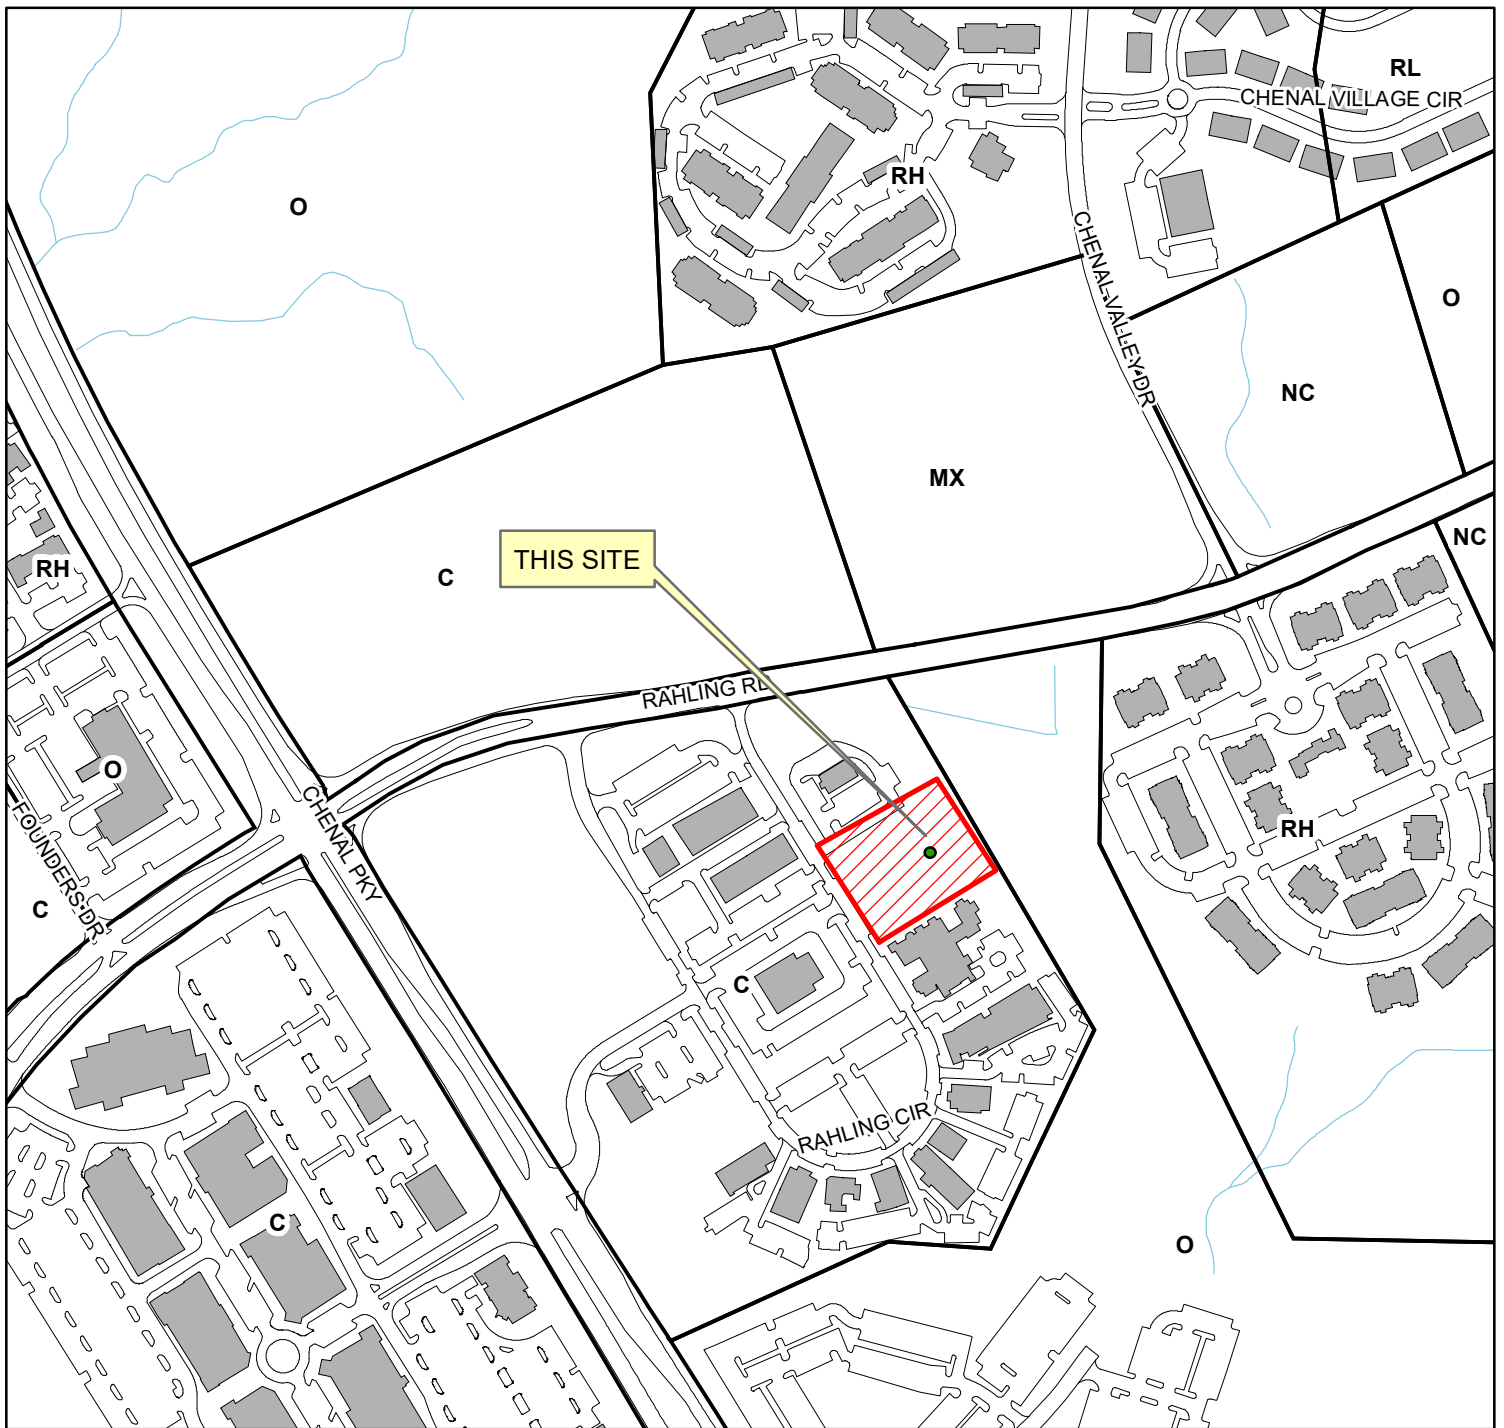 RL
CHENAL VILLAGE CIR
RH
O
CHENAL VALLEY DR
O
NC
MX
NC
THIS SITE
C
RH
RAHLING RD
O
CHENAL PKY
FOUNDERS DR
RH
C
C
RAHLING CIR
C
O